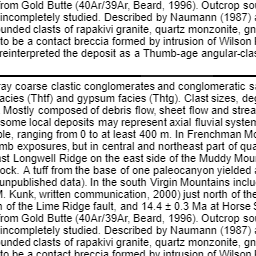 from Gold Butte (40Ar/39Ar, Beard, 1996). Outcrop so
incompletely studied. Described by Naumann (1987) a
unded clasts of rapakivi granite, quartz monzonite, gn
to be a contact breccia formed by intrusion of Wilson R
reinterpreted the deposit as a Thumb-age angular-clas
ray coarse clastic conglomerates and conglomeratic sa
acies (Thtf) and gypsum facies (Thtg). Clast sizes, deg
Mostly composed of debris flow, sheet flow and strea
some local deposits may represent axial fluvial system
ble, ranging from 0 to at least 400 m. In Frenchman Mo
mb exposures, but in central and northeast part of qua
st Longwell Ridge on the east side of the Muddy Mour
ock. A tuff from the base of one paleocanyon yielded a
unpublished data). In the south Virgin Mountains inclu
M. Kunk, written communication, 2000) just north of the
n of the Lime Ridge fault, and 14.4 ± 0.3 Ma at Horse S
from Gold Butte (40Ar/39Ar, Beard, 1996). Outcrop so
incompletely studied. Described by Naumann (1987) a
unded clasts of rapakivi granite, quartz monzonite, gn
to be a contact breccia formed by intrusion of Wilson R